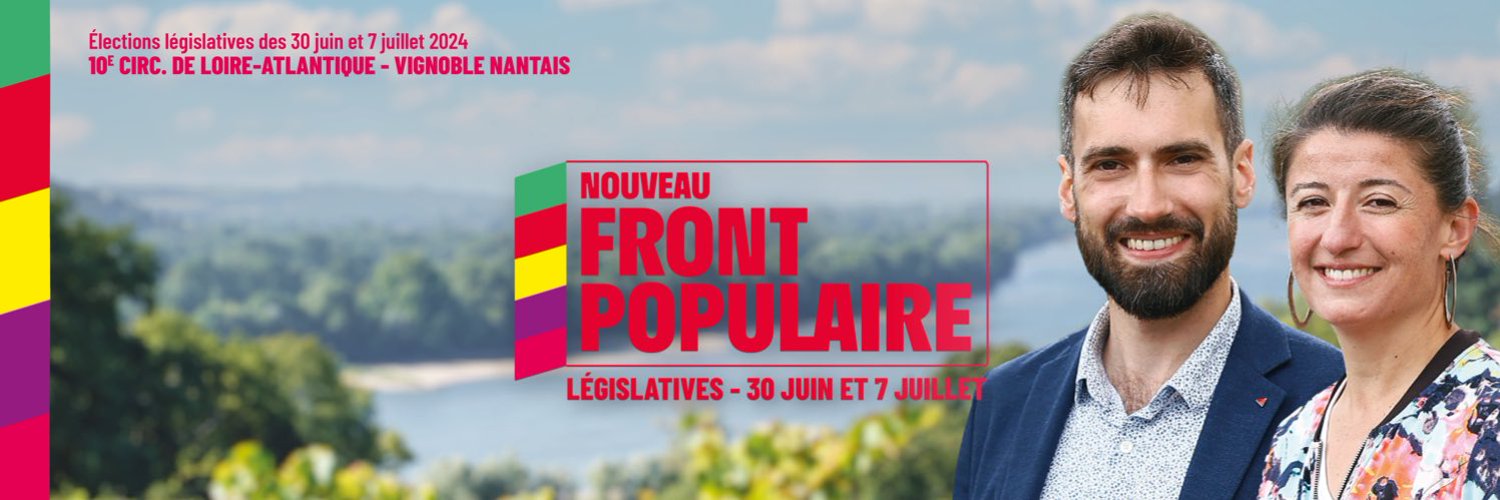 Élections législatives des 30 juin et 7 juillet 2024
10E CIRC. DE LOIRE-ATLANTIQUE - VIGNOBLE NANTAIS
NOUVEAU
FRONT
POPULAIRE
LÉGISLATIVES - 30 JUIN ET 7 JUILLET